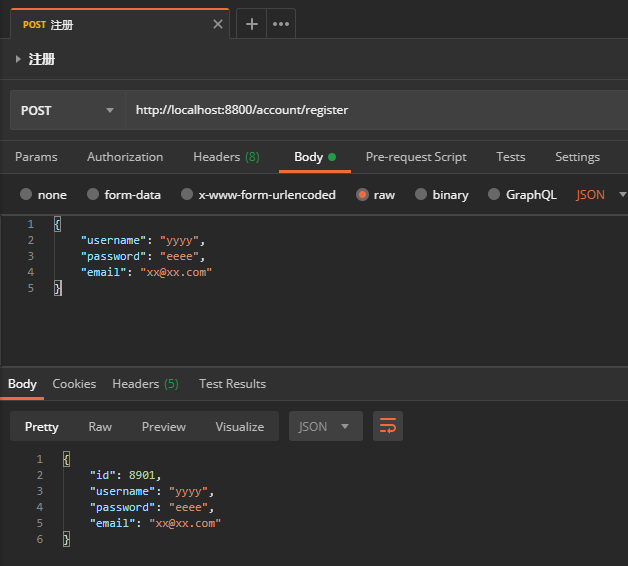 POST 注册
注册
POST http://localhost:8800/account/register
Params Authorization Headers (8) Body Pre-request Script Tests Settings
none form-data x-www-form-urlencoded raw binary GraphQL JSON
1 {
2 "username": "yyyy",
3 "password": "eeee",
4 "email": "xx@xx.com"
5 }
Body Cookies Headers (5) Test Results
Pretty Raw Preview Visualize JSON
1 {
2 "id": 8901,
3 "username": "yyyy",
4 "password": "eeee",
5 "email": "xx@xx.com"
6 }